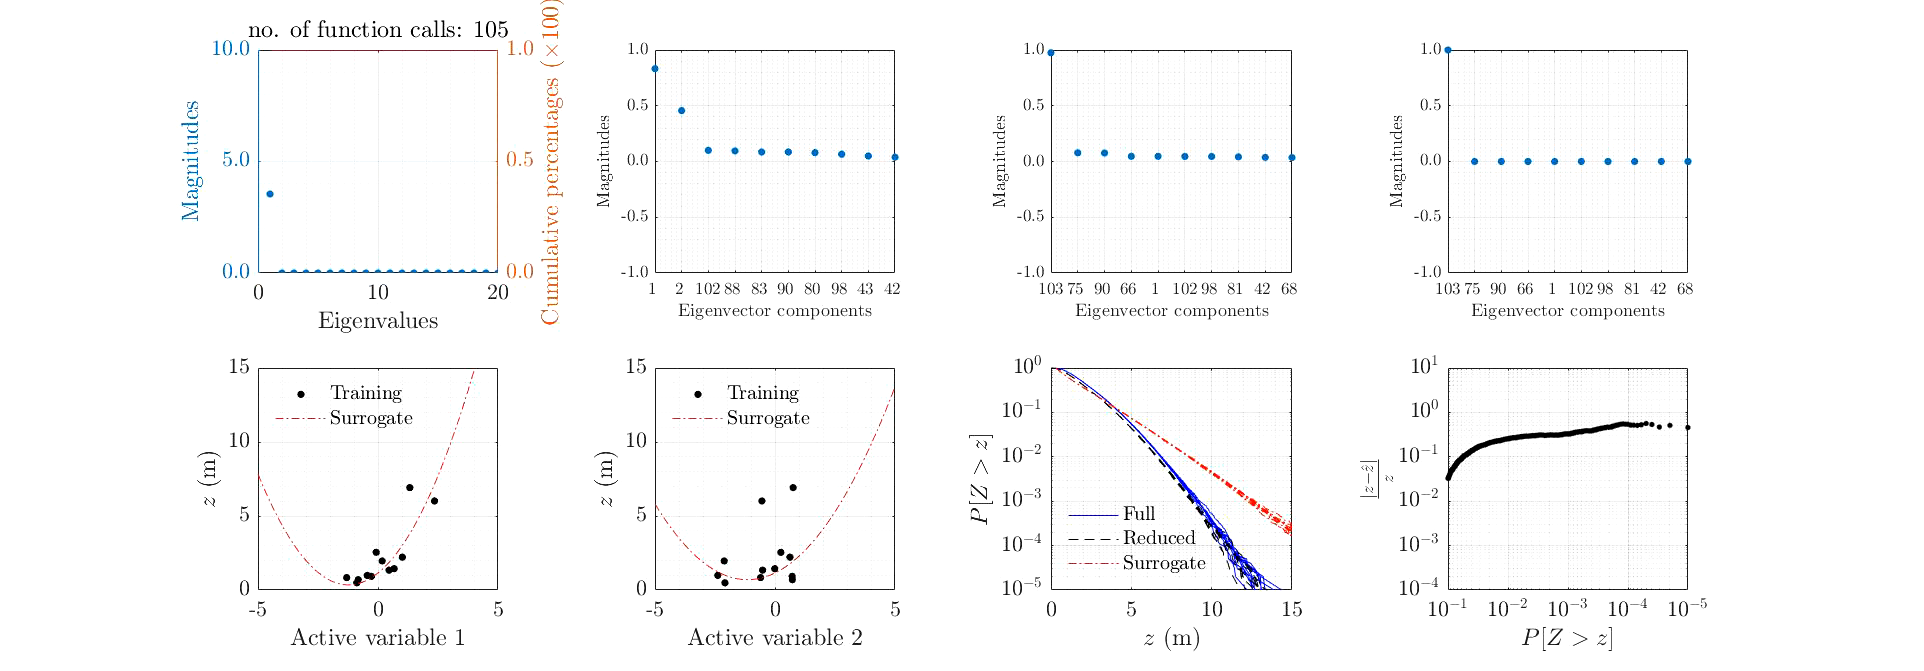 no. of function calls: 105
10.0
5.0
0.0
Magnitudes
0
10
20
Eigenvalues
1.0
0.5
0.0
Cumulative percentages (×100)
1.0
0.5
0.0
-0.5
-1.0
Magnitudes
1 2 102 88 83 90 80 98 43 42
Eigenvector components
1.0
0.5
0.0
-0.5
-1.0
Magnitudes
103 75 90 66 1 102 98 81 42 68
Eigenvector components
1.0
0.5
0.0
-0.5
-1.0
Magnitudes
103 75 90 66 1 102 98 81 42 68
Eigenvector components
15
10
5
0
z (m)
Training
Surrogate
-5 0 5
Active variable 1
15
10
5
0
z (m)
Training
Surrogate
-5 0 5
Active variable 2
10^0
10^-1
10^-2
10^-3
10^-4
10^-5
P[Z > z]
Full
Reduced
Surrogate
0 5 10 15
z (m)
10^1
10^0
10^-1
10^-2
10^-3
10^-4
|z−ẑ|
z
10^-1 10^-2 10^-3 10^-4 10^-5
P[Z > z]